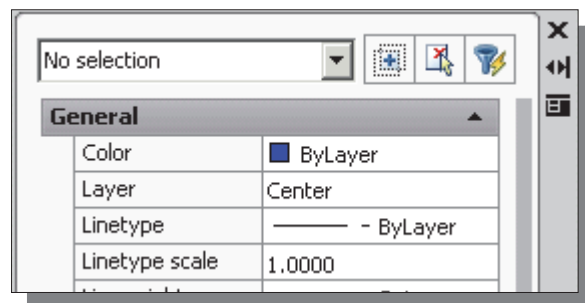 No selection
General
Color ByLayer
Layer Center
Linetype ByLayer
Linetype scale 1.0000